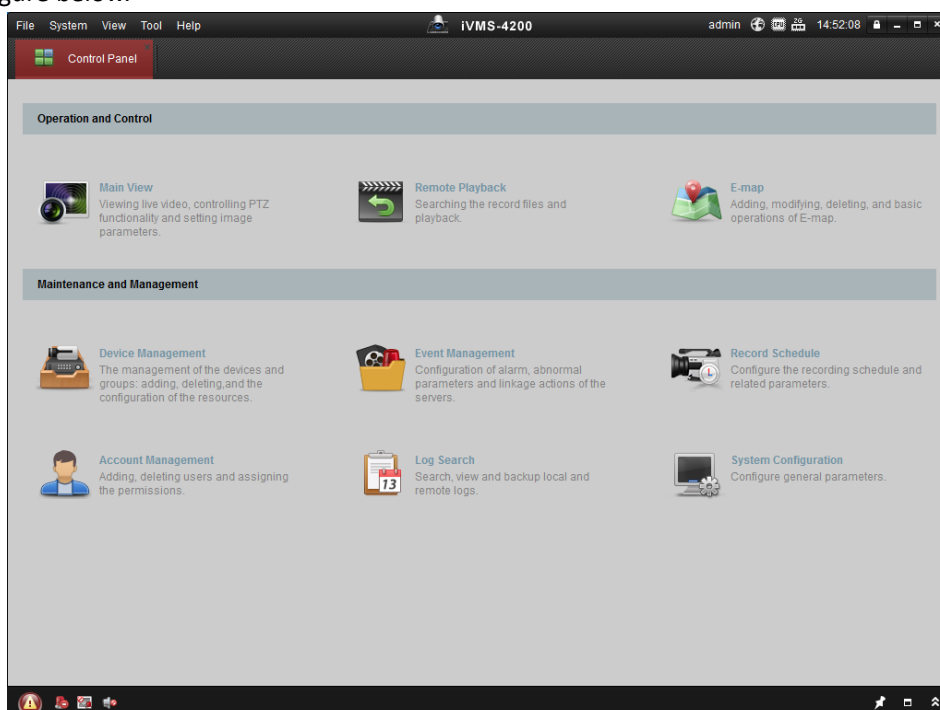 gure below.
File System View Tool Help iVMS-4200 admin CPU 2G 14:52:08
Control Panel
Operation and Control
Main View
Viewing live video, controlling PTZ
functionality and setting image
parameters.
Remote Playback
Searching the record files and
playback.
E-map
Adding, modifying, deleting, and basic
operations of E-map.
Maintenance and Management
Device Management
The management of the devices and
groups: adding, deleting,and the
configuration of the resources.
Event Management
Configuration of alarm, abnormal
parameters and linkage actions of the
servers.
Record Schedule
Configure the recording schedule and
related parameters.
Account Management
Adding, deleting users and assigning
the permissions.
13
Log Search
Search, view and backup local and
remote logs.
System Configuration
Configure general parameters.